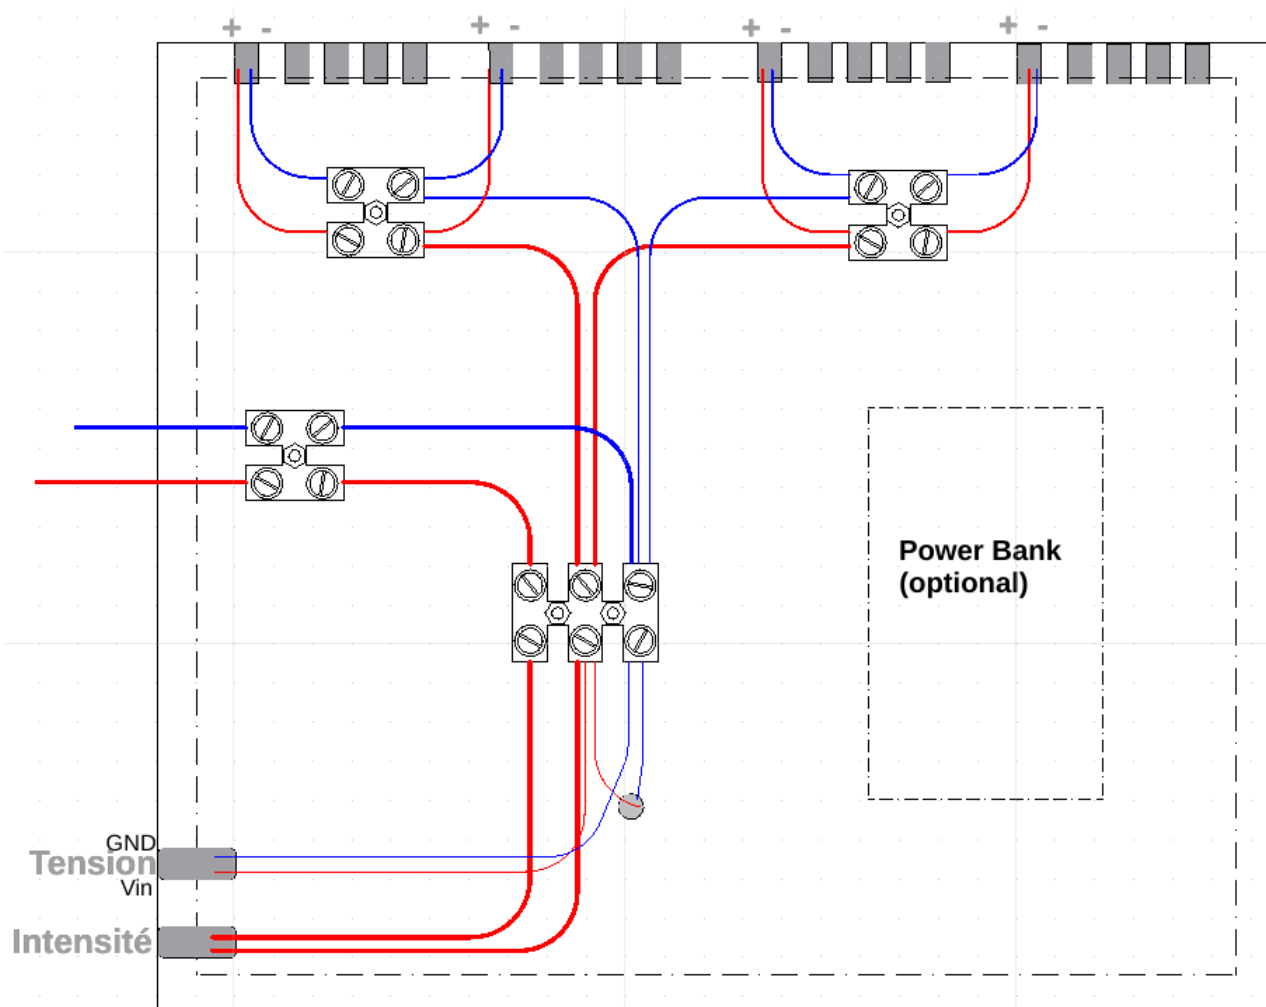 + - + - + - + -
Power Bank
(optional)
GND
Tension
Vin
Intensité